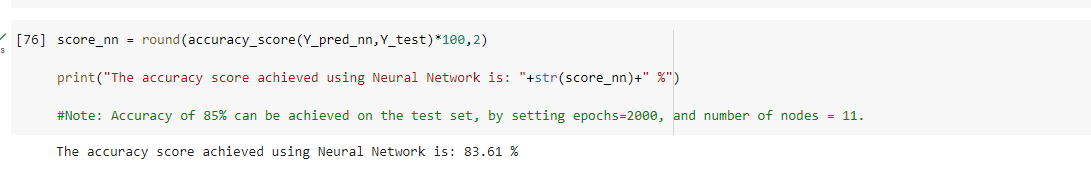 [76] score_nn = round(accuracy_score(Y_pred_nn,Y_test)*100,2)
s
print("The accuracy score achieved using Neural Network is: "+str(score_nn)+" %")
#Note: Accuracy of 85% can be achieved on the test set, by setting epochs=2000, and number of nodes = 11.
The accuracy score achieved using Neural Network is: 83.61 %